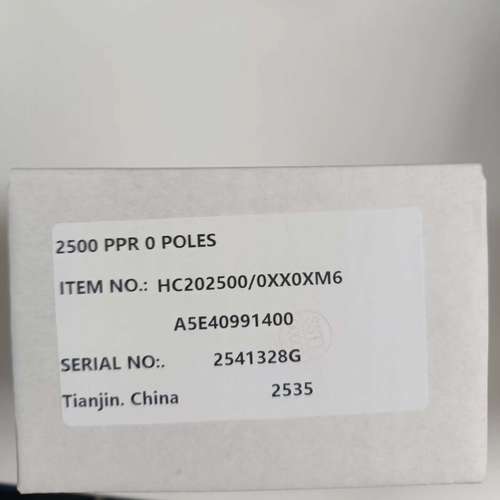 2500 PPR 0 POLES
ITEM NO.: HC202500/0XX0XM6
A5E40991400
SERIAL NO:. 2541328G
Tianjin. China 2535